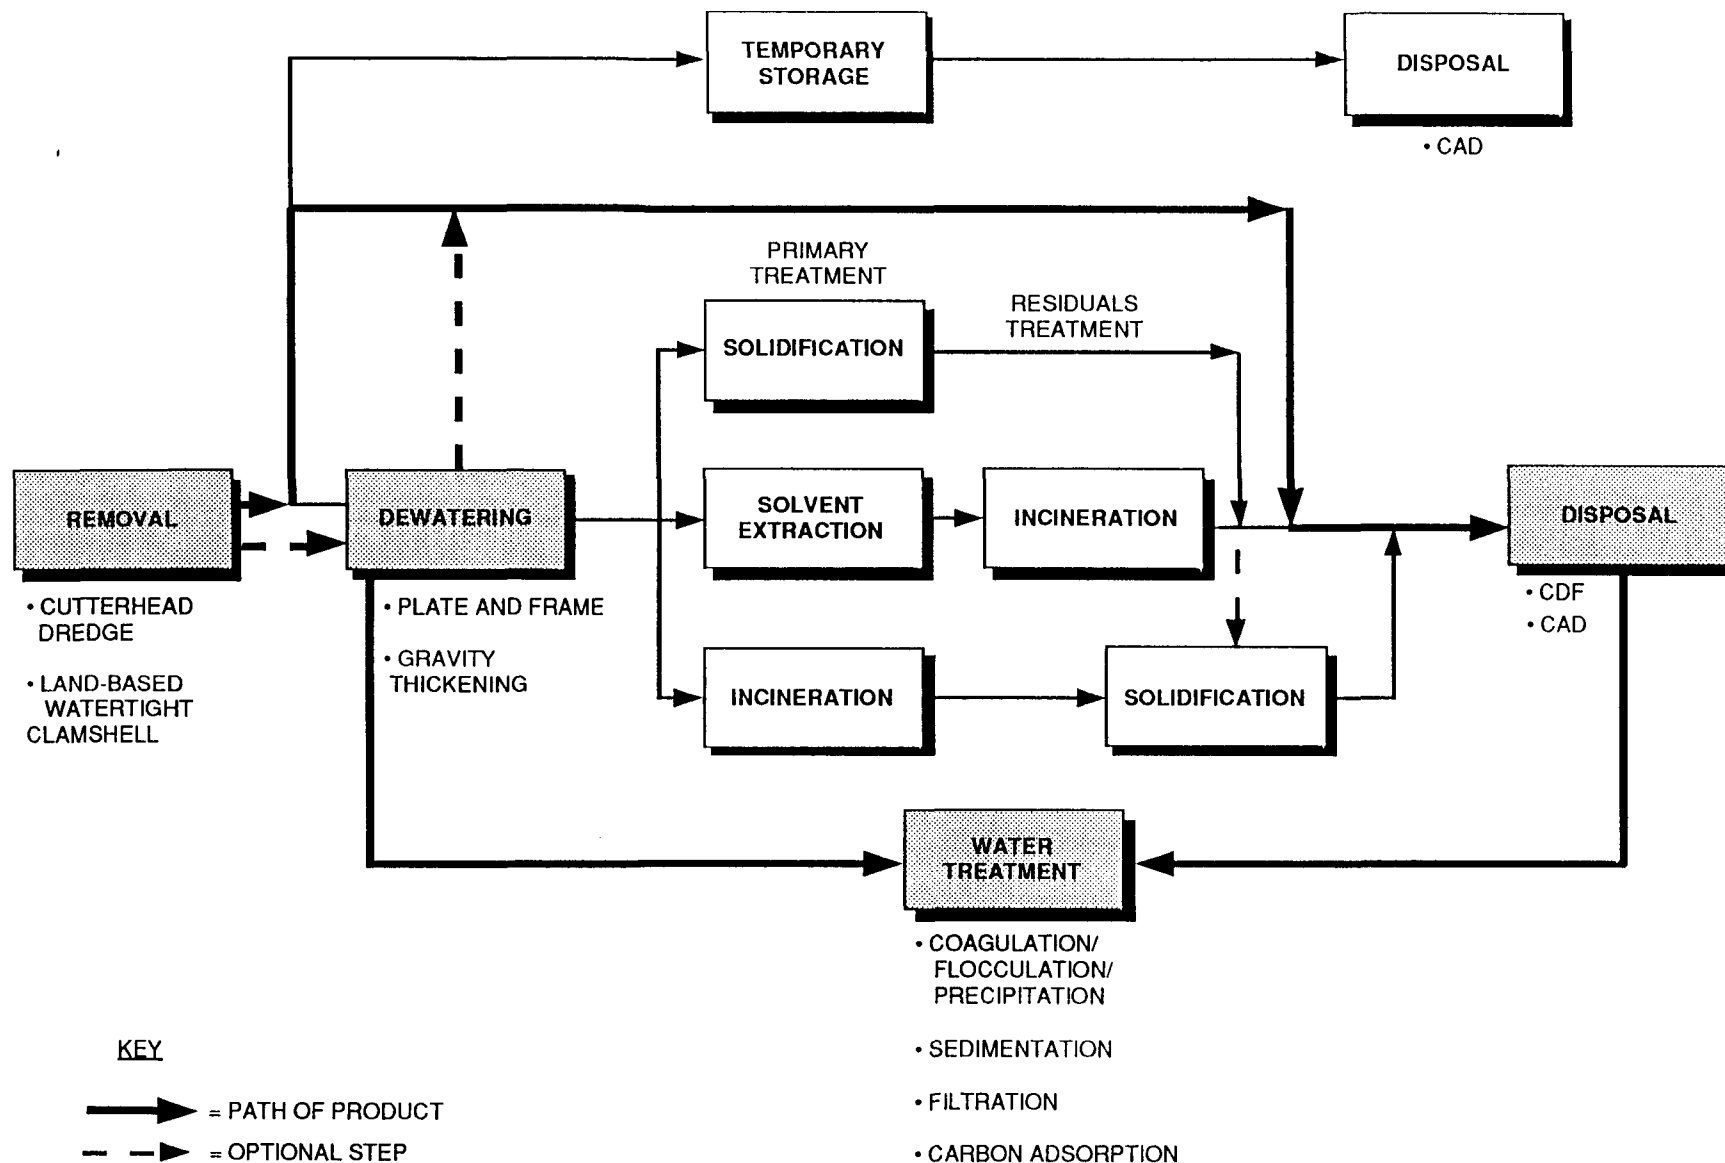 TEMPORARY
STORAGE
DISPOSAL
• CAD
PRIMARY
TREATMENT
SOLIDIFICATION
RESIDUALS
TREATMENT
REMOVAL
• CUTTERHEAD
DREDGE
• LAND-BASED
WATERTIGHT
CLAMSHELL
DEWATERING
• PLATE AND FRAME
• GRAVITY
THICKENING
SOLVENT
EXTRACTION
INCINERATION
INCINERATION
SOLIDIFICATION
DISPOSAL
• CDF
• CAD
WATER
TREATMENT
• COAGULATION/
FLOCCULATION/
PRECIPITATION
• SEDIMENTATION
• FILTRATION
• CARBON ADSORPTION
KEY
= PATH OF PRODUCT
= OPTIONAL STEP